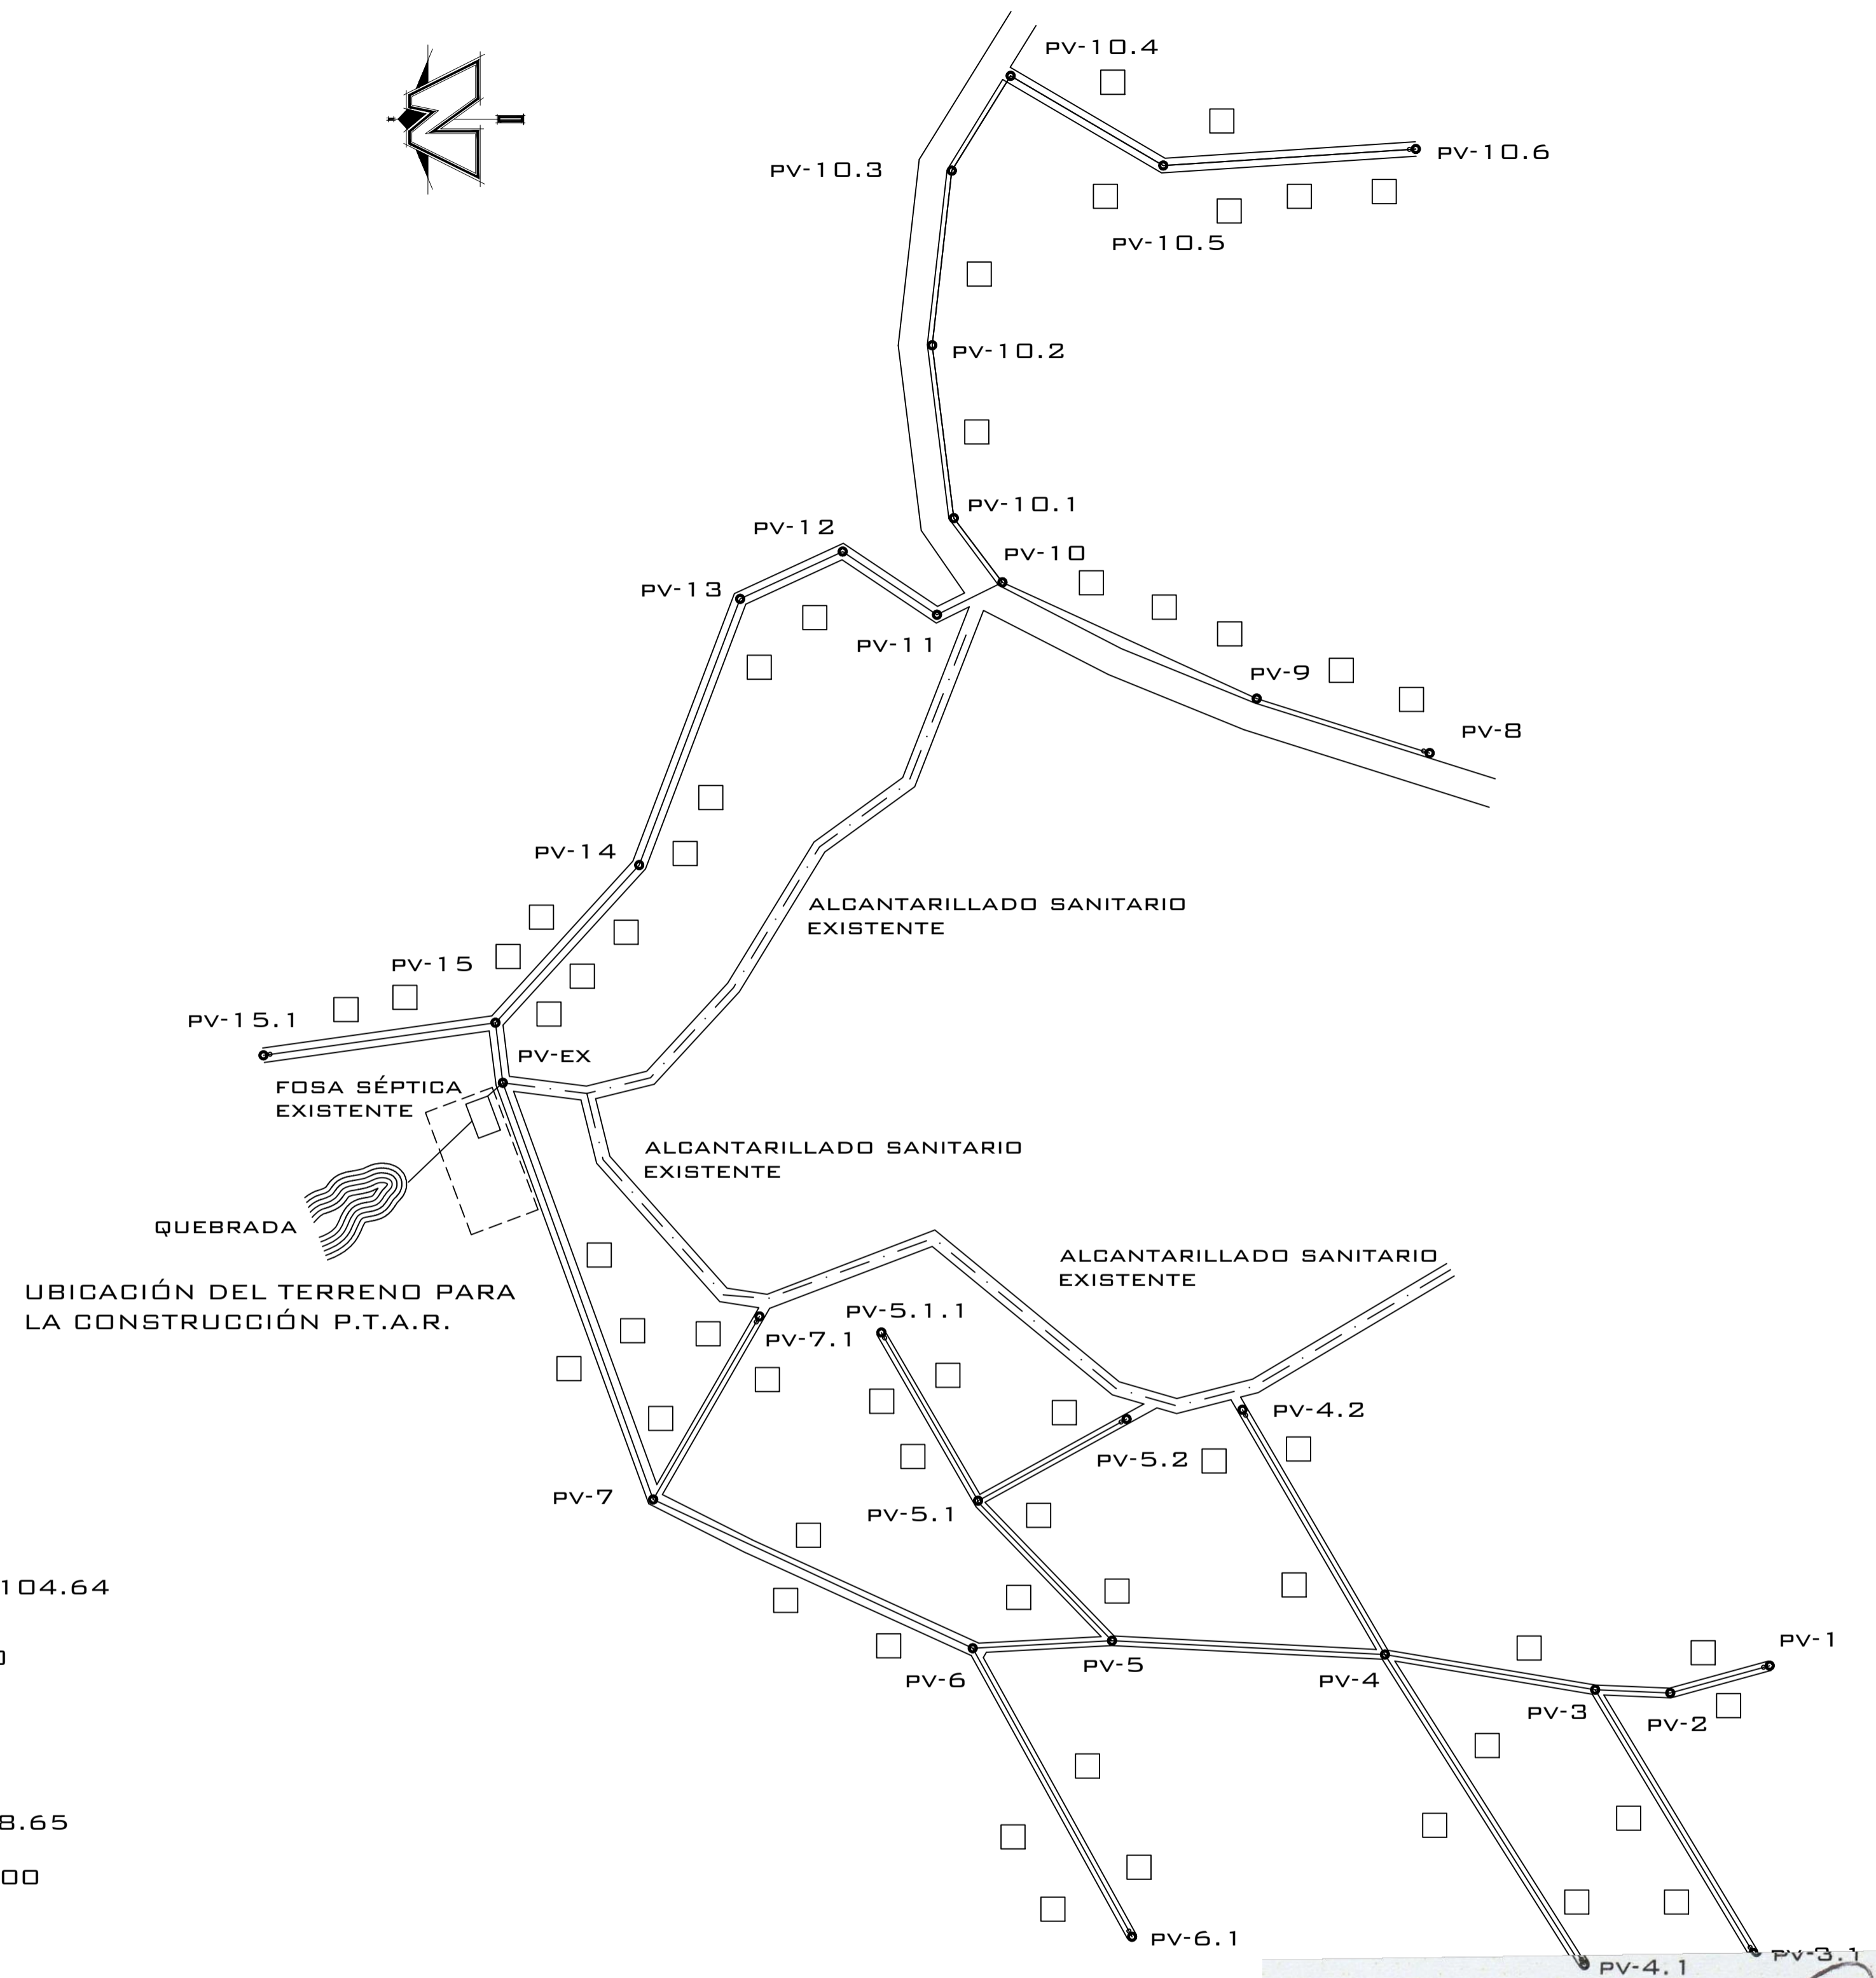 PV-10.4
PV-10.6
PV-10.3
PV-10.5
PV-10.2
PV-10.1
PV-12
PV-10
PV-13
PV-11
PV-9
PV-8
PV-14
ALCANTARILLADO SANITARIO
EXISTENTE
PV-15
PV-15.1
PV-EX
FOSA SÉPTICA
EXISTENTE
ALCANTARILLADO SANITARIO
EXISTENTE
QUEBRADA
ALCANTARILLADO SANITARIO
EXISTENTE
UBICACIÓN DEL TERRENO PARA
LA CONSTRUCCIÓN P.T.A.R.
PV-5.1.1
PV-7.1
PV-4.2
PV-5.2
PV-7
PV-5.1
104.64
PV-1
PV-5
PV-6
PV-4
PV-3
PV-2
8.65
00
PV-6.1
PV-3.1
PV-4.1